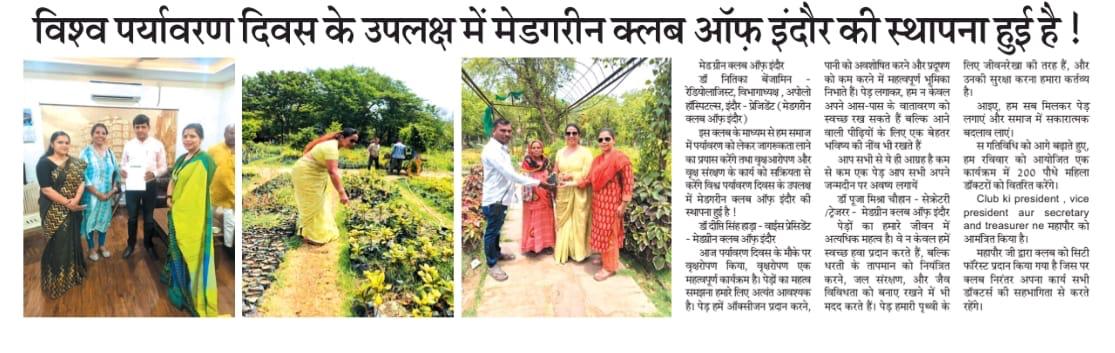 विश्व पर्यावरण दिवस के उपलक्ष में मेडगरीन क्लब ऑफ़ इंदौर की स्थापना हुई है !
मेडग्रीन क्लब ऑफ़ इंदौर
डॉ नितिका बेंजामिन -
रेडियोलाजिस्ट, विभागाध्यक्ष , अपोलो
हॉस्पिटल्स, इंदौर - प्रेजिडेंट ( मेडगरीन
क्लब ऑफ़ इंदौर )
इस क्लब के माध्यम से हम समाज
में पर्यावरण को लेकर जागरूकता लाने
का प्रयास करेंगे तथा वृक्षआरोपण और
वृक्ष संरक्षण के कार्य को सक्रियता से
करेंगे विश्व पर्यावरण दिवस के उपलक्ष
में मेडगरीन क्लब ऑफ़ इंदौर की
स्थापना हुई है !
डॉ दीप्ति सिंह हाड़ा - वाईस प्रेसिडेंट
- मेडग्रीन क्लब ऑफ़ इंदौर
आज पर्यावरण दिवस के मौके पर
वृक्षरोपण किया, वृक्षरोपण एक
महत्वपूर्ण कार्यक्रम है। पेड़ों का महत्व
समझना हमारे लिए अत्यंत आवश्यक
है। पेड़ हमें ऑक्सीजन प्रदान करने,
पानी को अवशोषित करने और प्रदूषण
को कम करने में महत्वपूर्ण भूमिका
निभाते हैं। पेड़ लगाकर, हम न केवल
अपने आस-पास के वातावरण को
स्वच्छ रख सकते हैं बल्कि आने
वाली पीढ़ियों के लिए एक बेहतर
भविष्य की नींव भी रखते हैं
आप सभी से ये ही आग्रह है कम
से कम एक पेड़ आप सभी अपने
जन्मदीन पर अवष्य लगायें
डॉ पूजा मिश्रा चौहान - सेक्रेटरी
/ट्रेजरर - मेडग्रीन क्लब ऑफ़ इंदौर
पेड़ों का हमारे जीवन में
अत्यधिक महत्व है। वे न केवल हमें
स्वच्छ हवा प्रदान करते हैं, बल्कि
धरती के तापमान को नियंत्रित
करने, जल संरक्षण, और जैव
विविधता को बनाए रखने में भी
मदद करते हैं। पेड़ हमारी पृथ्वी के
लिए जीवनरेखा की तरह हैं, और
उनकी सुरक्षा करना हमारा कर्तव्य
है।
आइए, हम सब मिलकर पेड़
लगाएं और समाज में सकारात्मक
बदलाव लाएं।
स गतिविधि को आगे बढ़ाते हुए,
हम रविवार को आयोजित एक
कार्यक्रम में 200 पौधे महिला
डॉक्टरों को वितरित करेंगे।
Club ki president , vice
president aur secretary
and treasurer ne महापौर को
आमंत्रित किया है।
महापौर जी द्वारा क्लब को सिटी
फॉरेस्ट प्रदान किया गया है जिस पर
क्लब निरंतर अपना कार्य सभी
डॉक्टर्स की सहभागिता से करते
रहेंगे।